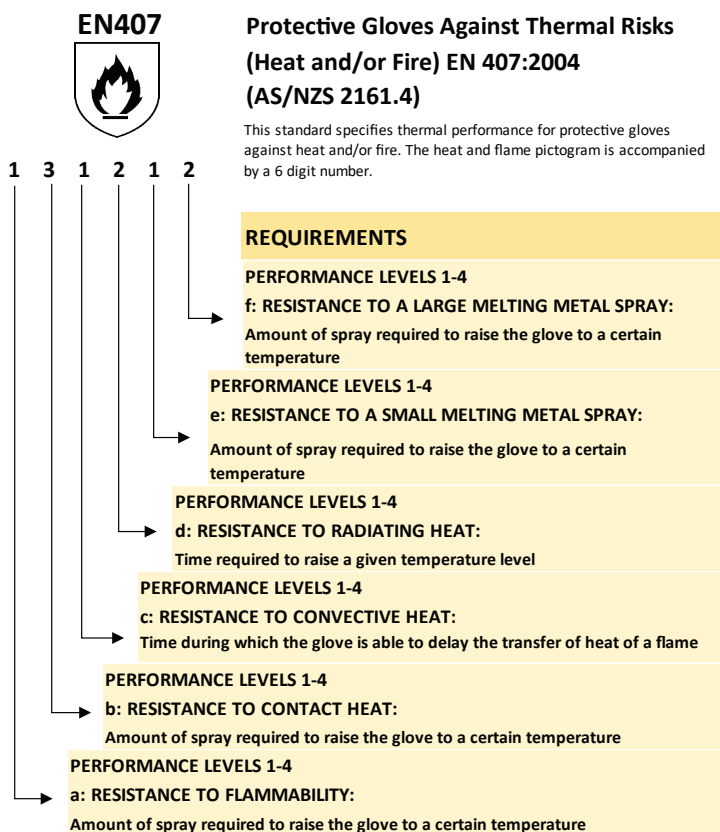 EN407
Protective Gloves Against Thermal Risks
(Heat and/or Fire) EN 407:2004
(AS/NZS 2161.4)
This standard specifies thermal performance for protective gloves
against heat and/or fire. The heat and flame pictogram is accompanied
by a 6 digit number.
1 3 1 2 1 2
REQUIREMENTS
PERFORMANCE LEVELS 1-4
f: RESISTANCE TO A LARGE MELTING METAL SPRAY:
Amount of spray required to raise the glove to a certain
temperature
PERFORMANCE LEVELS 1-4
e: RESISTANCE TO A SMALL MELTING METAL SPRAY:
Amount of spray required to raise the glove to a certain
temperature
PERFORMANCE LEVELS 1-4
d: RESISTANCE TO RADIATING HEAT:
Time required to raise a given temperature level
PERFORMANCE LEVELS 1-4
c: RESISTANCE TO CONVECTIVE HEAT:
Time during which the glove is able to delay the transfer of heat of a flame
PERFORMANCE LEVELS 1-4
b: RESISTANCE TO CONTACT HEAT:
Amount of spray required to raise the glove to a certain temperature
PERFORMANCE LEVELS 1-4
a: RESISTANCE TO FLAMMABILITY:
Amount of spray required to raise the glove to a certain temperature